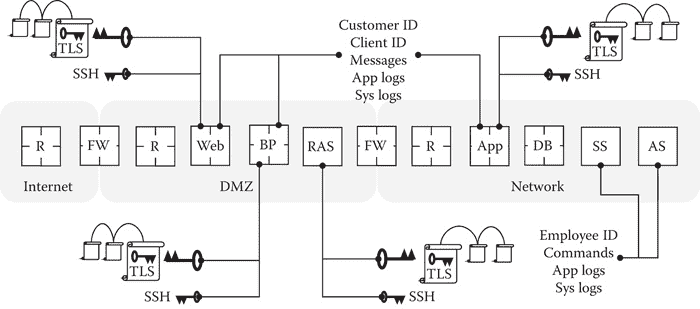 TLS
SSH
Customer ID
Client ID
Messages
App logs
Sys logs
TLS
SSH
R
FW
R
Web
BP
RAS
FW
R
App
DB
SS
AS
Internet
DMZ
Network
TLS
SSH
TLS
SSH
Employee ID
Commands
App logs
Sys logs